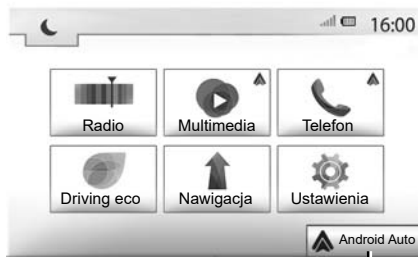 16:00
Radio
Multimedia
Telefon
Driving eco
Nawigacja
Ustawienia
Android Auto